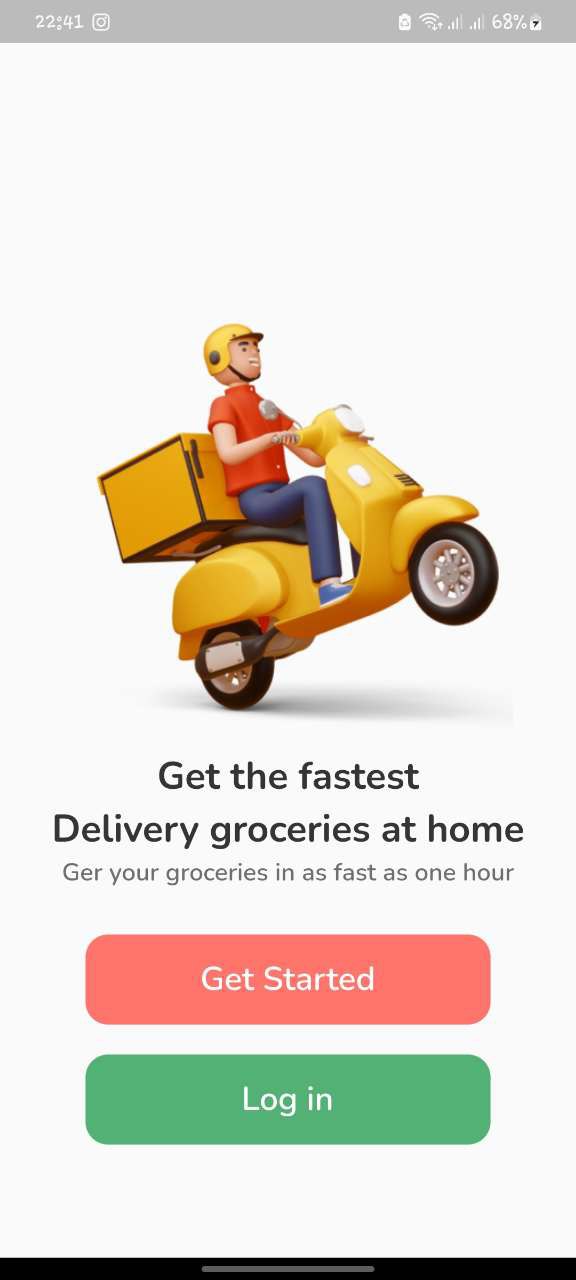 22:41 68%
Get the fastest
Delivery groceries at home
Ger your groceries in as fast as one hour
Get Started
Log in